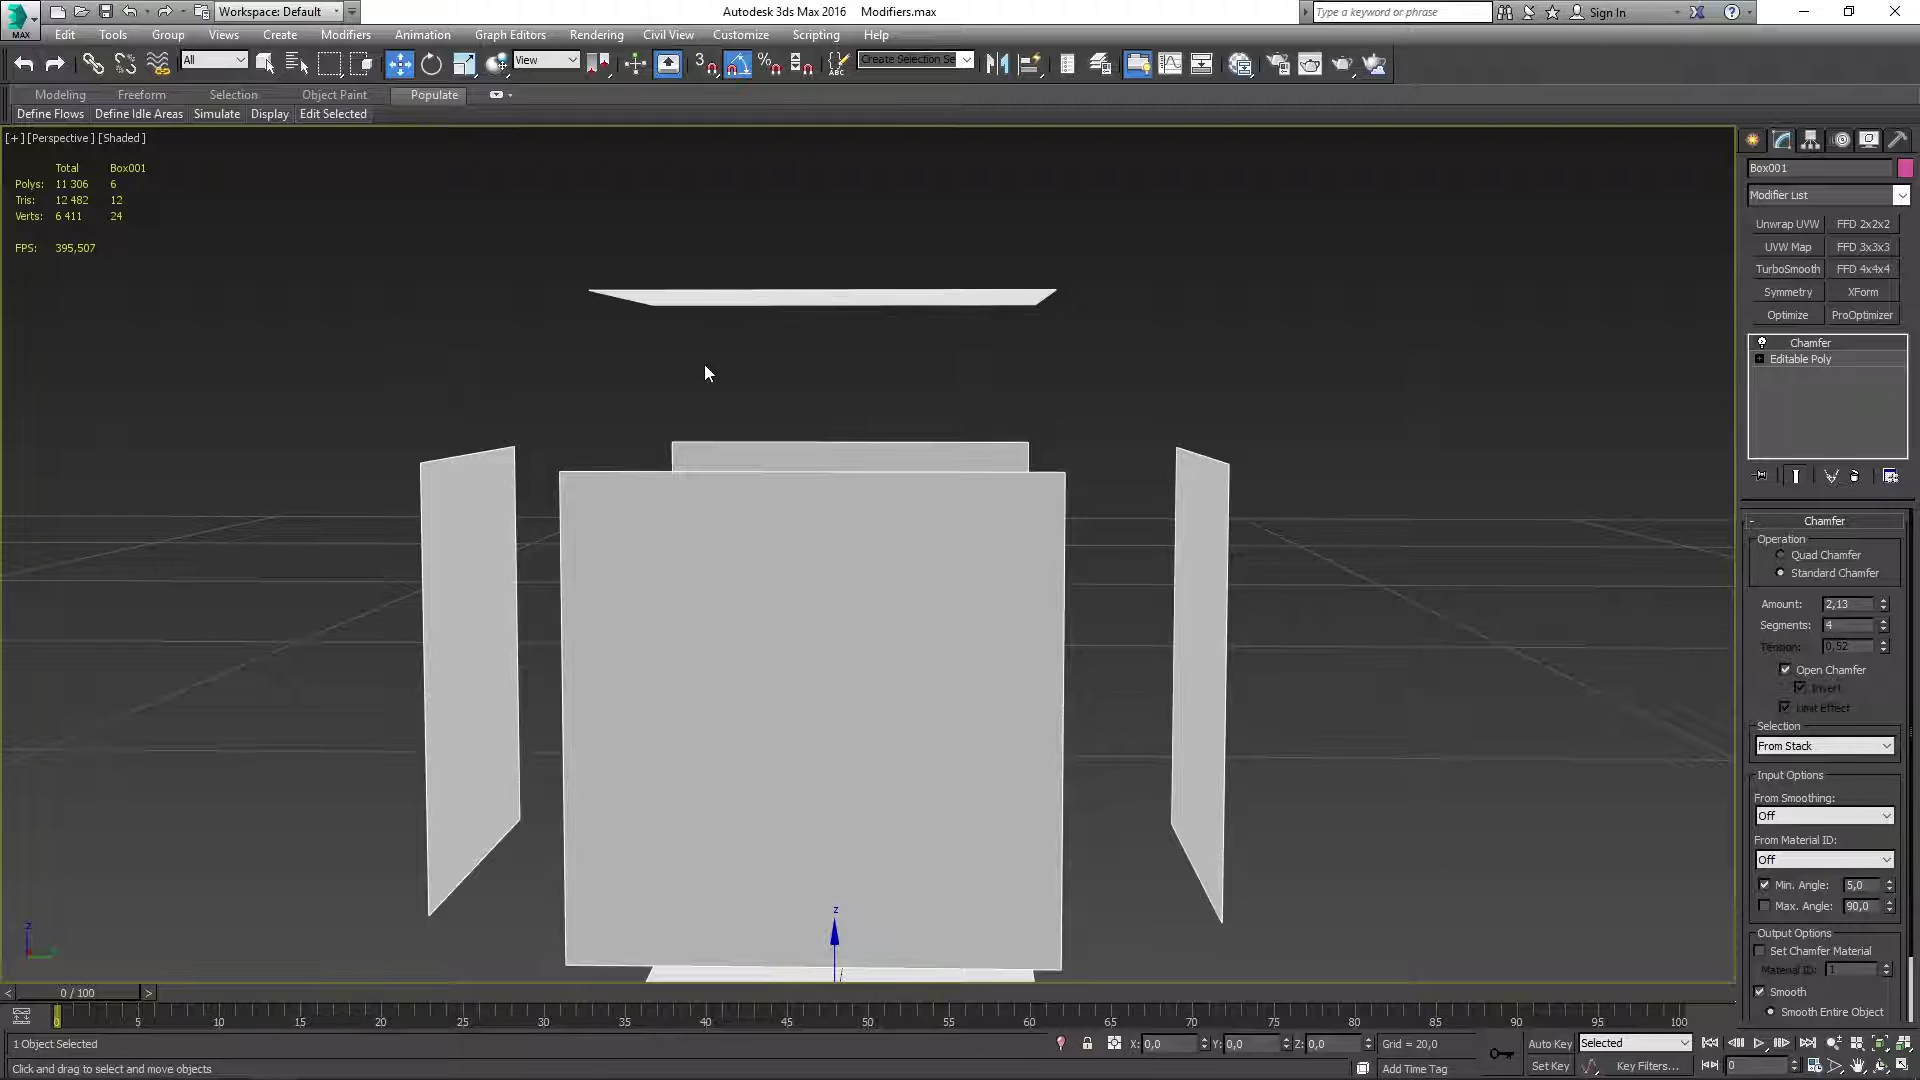 MAX
Workspace: Default
Autodesk 3ds Max 2016    Modifiers.max
Type a keyword or phrase
Sign In
Edit Tools Group Views Create Modifiers Animation Graph Editors Rendering Civil View Customize Scripting Help
All
View
3
%
ABC
Create Selection Se
Modeling Freeform Selection Object Paint Populate
Define Flows Define Idle Areas Simulate Display Edit Selected
[+] [Perspective ] [Shaded ]
Total Box001
Polys: 11 306 6
Tris: 12 482 12
Verts: 6 411 24
FPS: 395,507
z
z
Box001
Modifier List
Unwrap UVW FFD 2x2x2
UVW Map FFD 3x3x3
TurboSmooth FFD 4x4x4
Symmetry XForm
Optimize ProOptimizer
Chamfer
Editable Poly
- Chamfer
Operation
Quad Chamfer
Standard Chamfer
Amount: 2,13
Segments: 4
Tension: 0,52
Open Chamfer
Invert
Limit Effect
Selection
From Stack
Input Options
From Smoothing:
Off
From Material ID:
Off
Min. Angle: 5,0
Max. Angle: 90,0
Output Options
Set Chamfer Material
Material ID: 1
Smooth
Smooth Entire Object
< 0 / 100 >
0 5 10 15 20 25 30 35 40 45 50 55 60 65 70 75 80 85 90 95 100
1 Object Selected
X: 0,0 Y: 0,0 Z: 0,0 Grid = 20,0
Auto Key Selected
Click and drag to select and move objects
Add Time Tag
Set Key Key Filters... 0